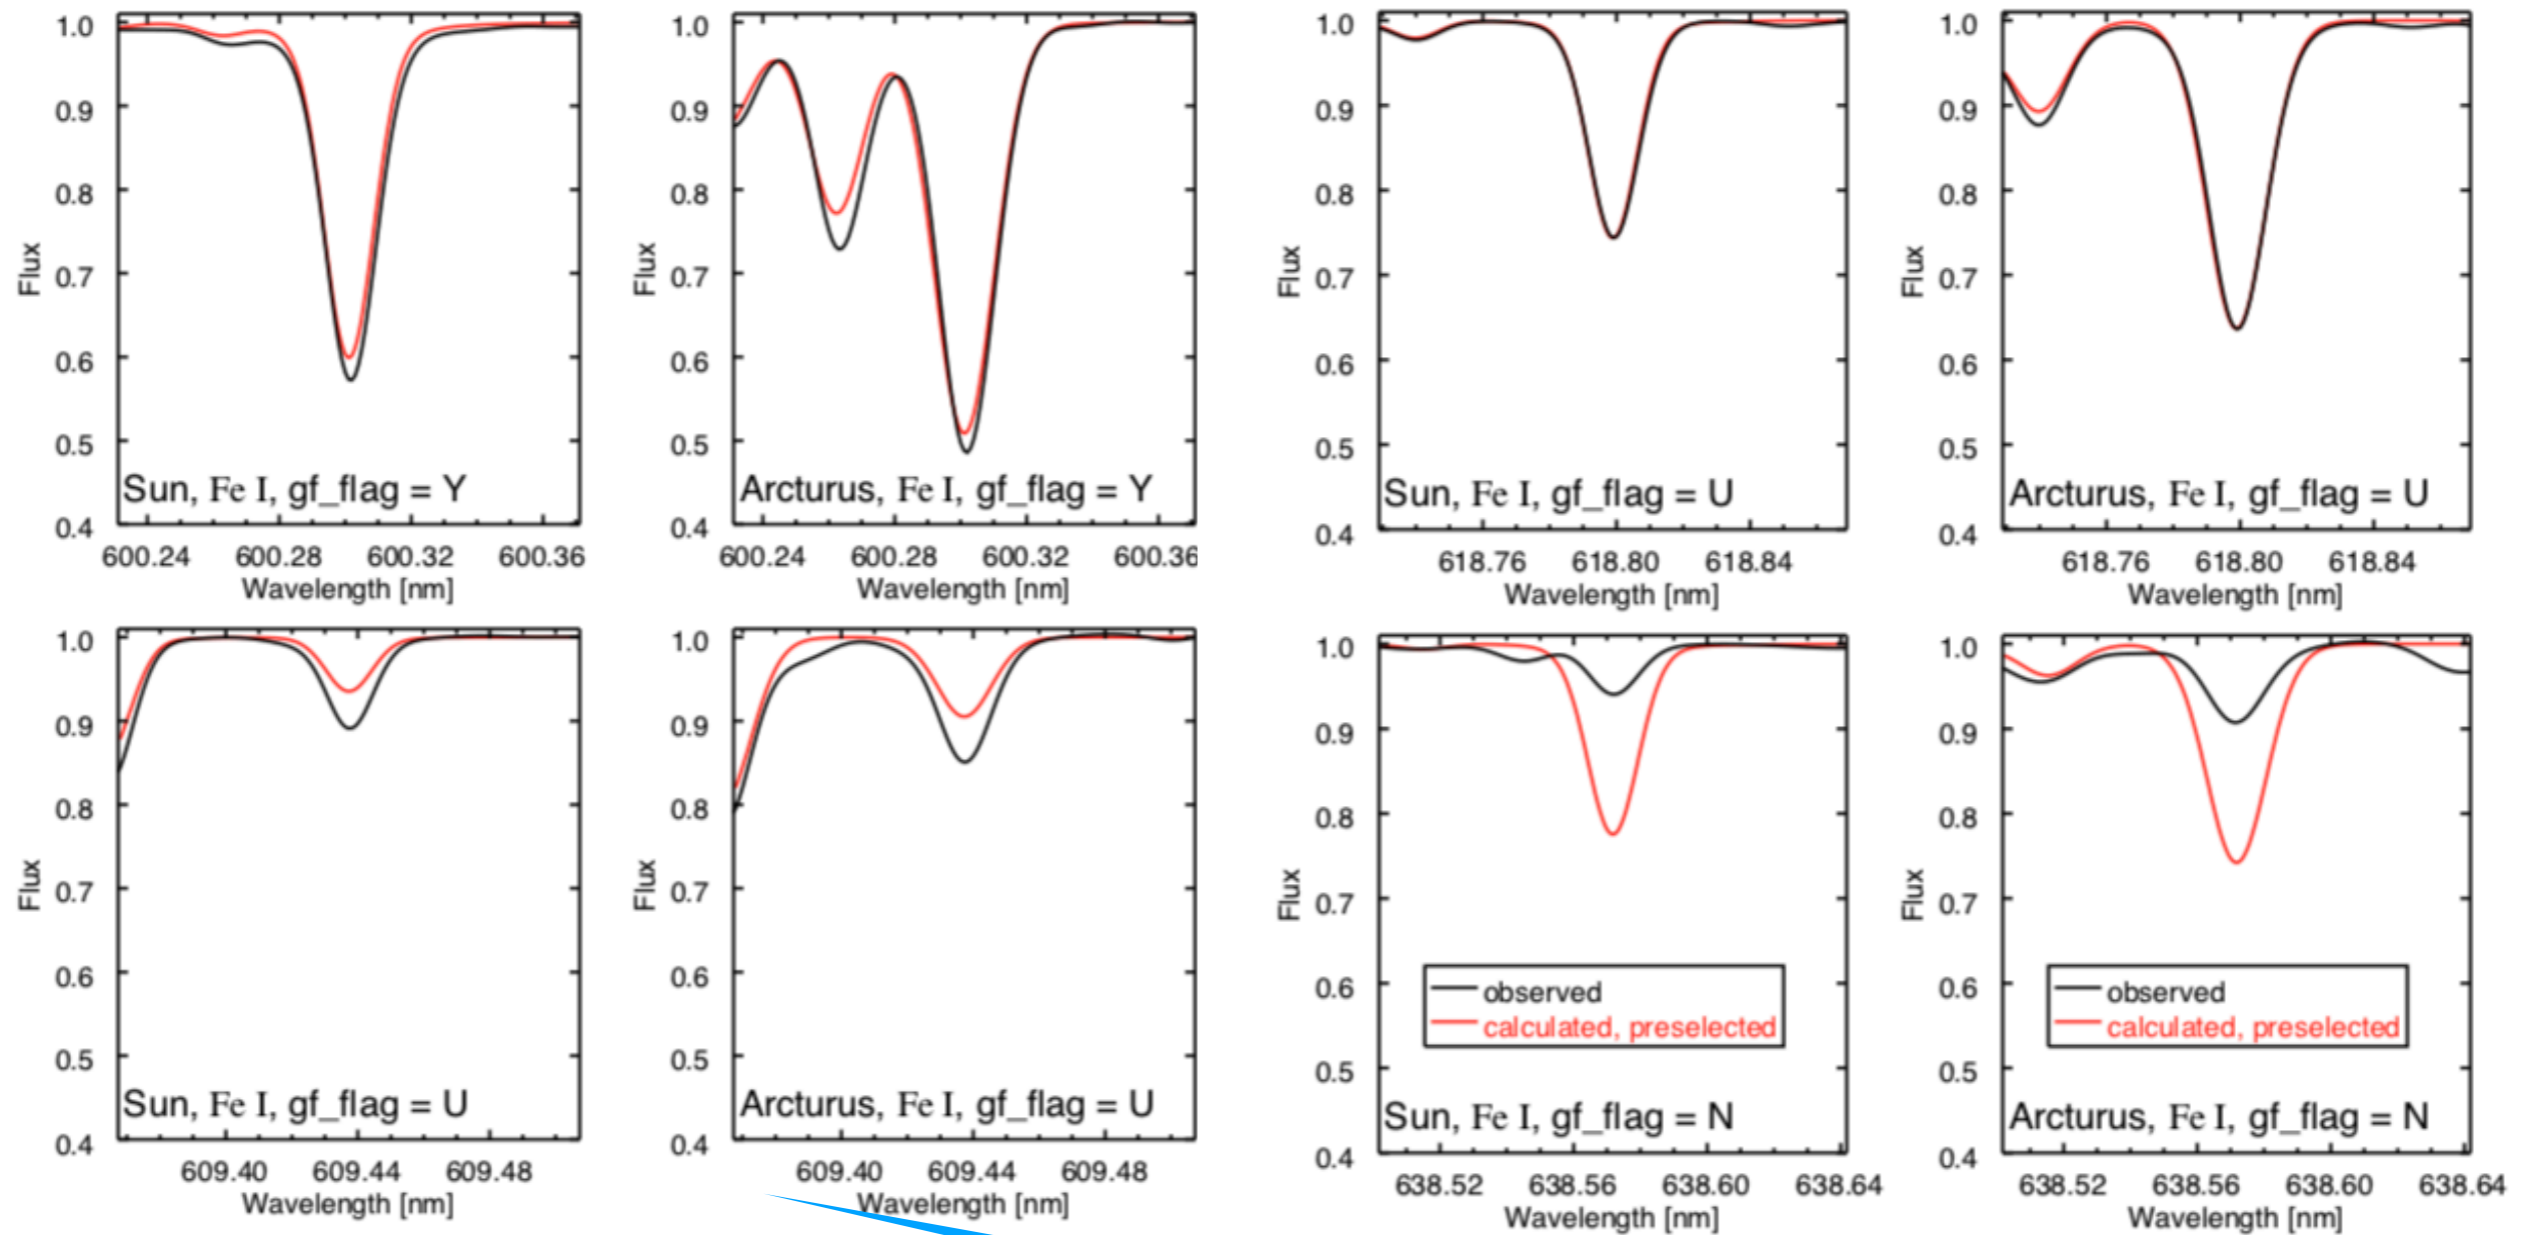 1.0
0.9
0.8
0.7
0.6
0.5
0.4
Flux
Sun, Fe I, gf_flag = Y
600.24 600.28 600.32 600.36
Wavelength [nm]
1.0
0.9
0.8
0.7
0.6
0.5
0.4
Flux
Arcturus, Fe I, gf_flag = Y
600.24 600.28 600.32 600.36
Wavelength [nm]
1.0
0.9
0.8
0.7
0.6
0.5
0.4
Flux
Sun, Fe I, gf_flag = U
618.76 618.80 618.84
Wavelength [nm]
1.0
0.9
0.8
0.7
0.6
0.5
0.4
Flux
Arcturus, Fe I, gf_flag = U
618.76 618.80 618.84
Wavelength [nm]
1.0
0.9
0.8
0.7
0.6
0.5
0.4
Flux
Sun, Fe I, gf_flag = U
609.40 609.44 609.48
Wavelength [nm]
1.0
0.9
0.8
0.7
0.6
0.5
0.4
Flux
Arcturus, Fe I, gf_flag = U
609.40 609.44 609.48
Wavelength [nm]
1.0
0.9
0.8
0.7
0.6
0.5
0.4
Flux
observed
calculated, preselected
Sun, Fe I, gf_flag = N
638.52 638.56 638.60 638.64
Wavelength [nm]
1.0
0.9
0.8
0.7
0.6
0.5
0.4
Flux
observed
calculated, preselected
Arcturus, Fe I, gf_flag = N
638.52 638.56 638.60 638.64
Wavelength [nm]